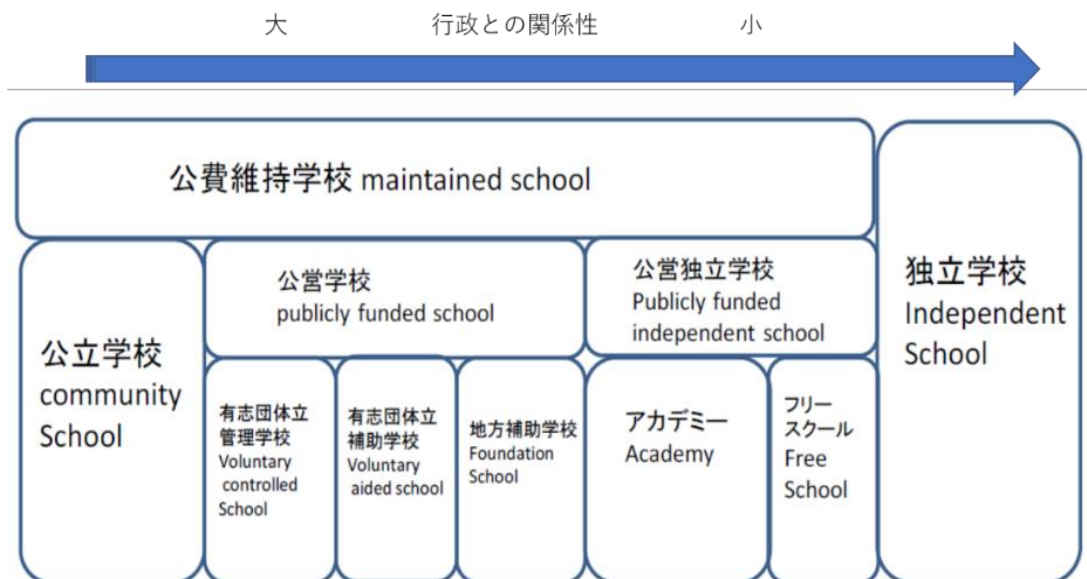 大 行政との関係性 小
公費維持学校 maintained school
公立学校
community
School
公営学校
publicly funded school
有志団体立
管理学校
Voluntary
controlled
School
有志団体立
補助学校
Voluntary
aided school
地方補助学校
Foundation
School
公営独立学校
Publicly funded
independent school
アカデミー
Academy
フリー
スクール
Free
School
独立学校
Independent
School